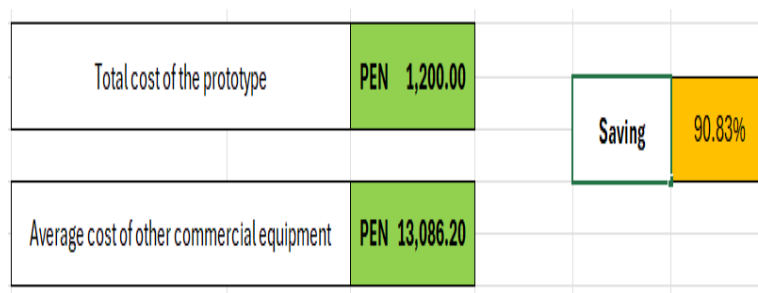 Total cost of the prototype PEN 1,200.00
Saving 90.83%
Average cost of other commercial equipment PEN 13,086.20